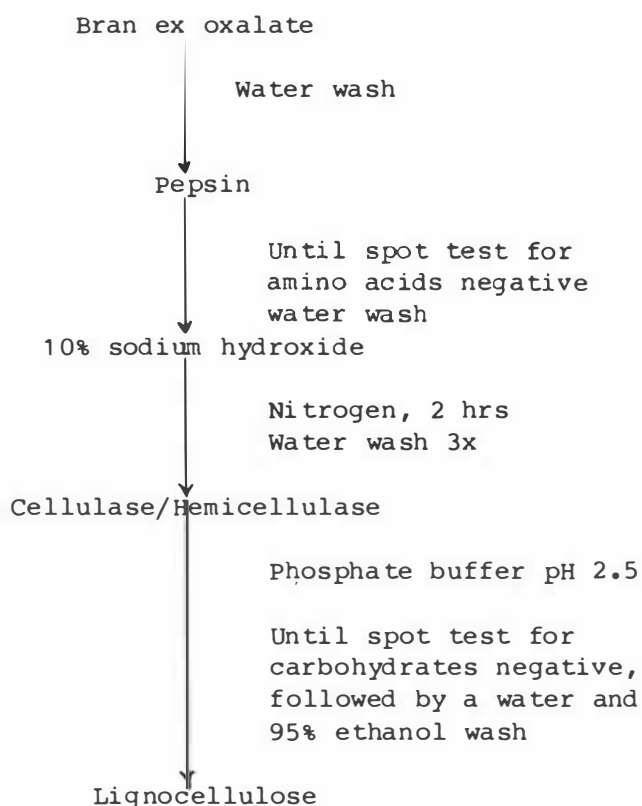 Bran ex oxalate
Water wash
Pepsin
Until spot test for
amino acids negative
water wash
10% sodium hydroxide
Nitrogen, 2 hrs
Water wash 3x
Cellulase/Hemicellulase
Phosphate buffer pH 2.5
Until spot test for
carbohydrates negative,
followed by a water and
95% ethanol wash
Lignocellulose